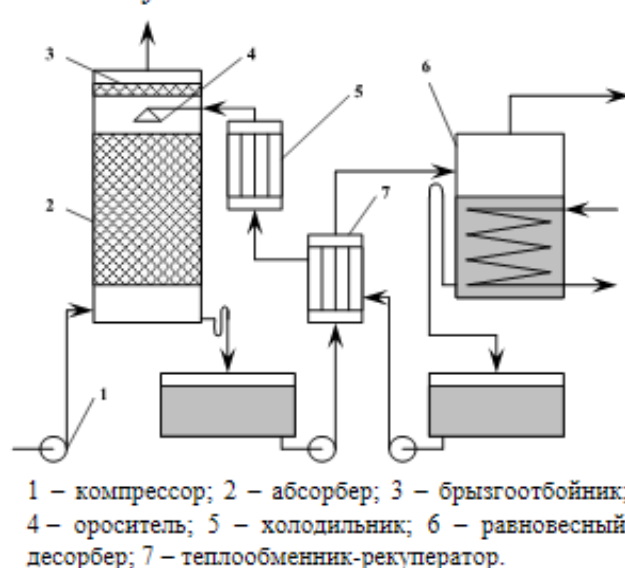 3
4
6
5
7
2
1
1 – компрессор; 2 – абсорбер; 3 – брызгоотбойник;
4 – ороситель; 5 – холодильник; 6 – равновесный
десорбер; 7 – теплообменник-рекуператор.